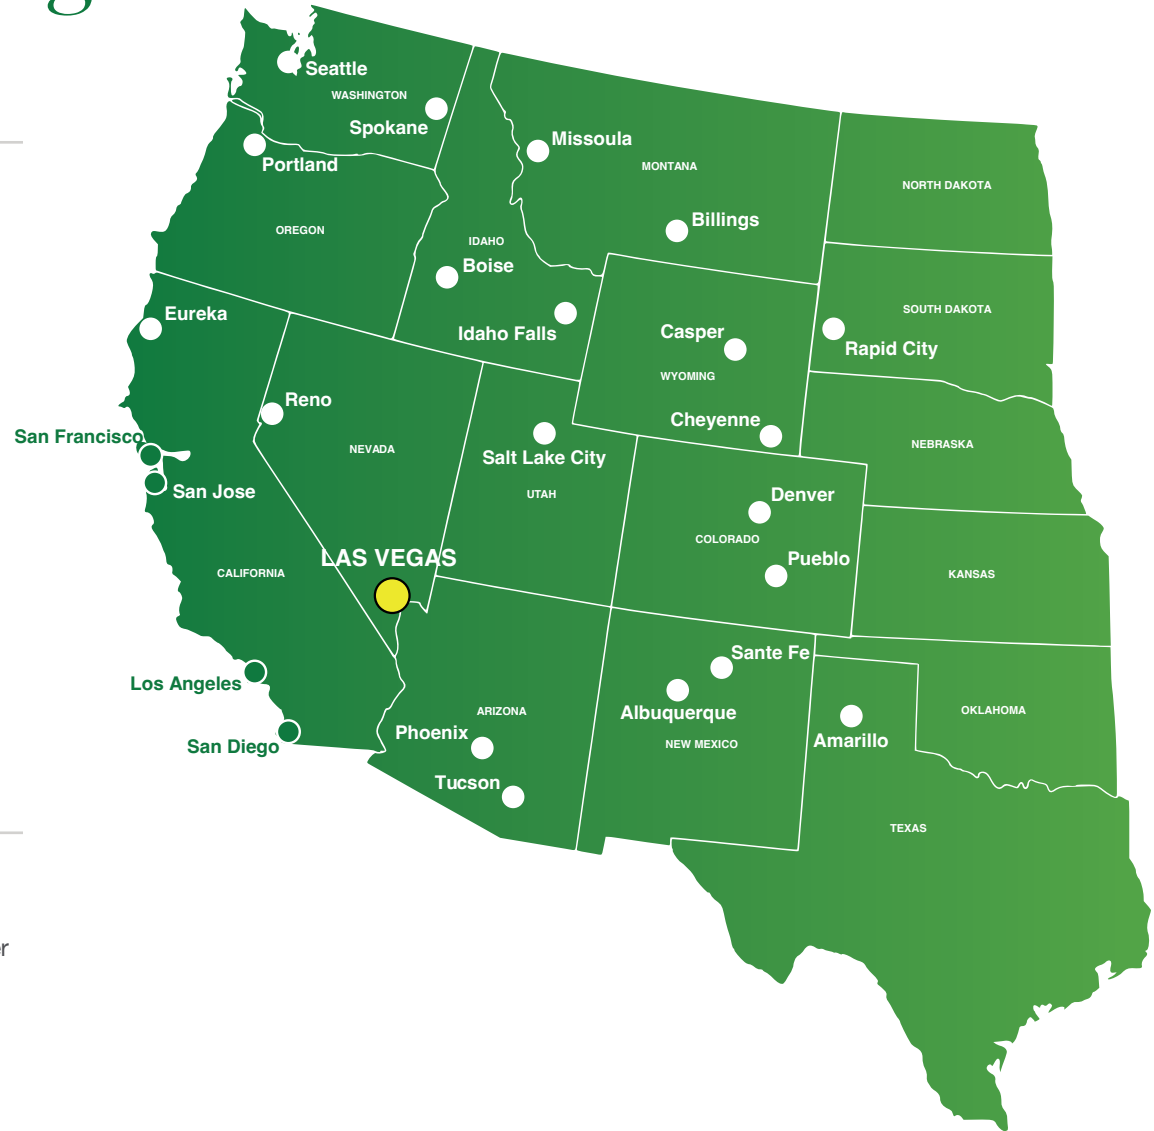 g
Seattle
WASHINGTON
Spokane
Missoula
Portland
MONTANA
NORTH DAKOTA
Billings
OREGON
IDAHO
Boise
Eureka
SOUTH DAKOTA
Idaho Falls
Casper
Rapid City
WYOMING
Reno
Cheyenne
San Francisco
NEVADA
NEBRASKA
Salt Lake City
San Jose
UTAH
Denver
COLORADO
LAS VEGAS
Pueblo
CALIFORNIA
KANSAS
Sante Fe
Los Angeles
Albuquerque
ARIZONA
OKLAHOMA
Phoenix
San Diego
NEW MEXICO
Amarillo
Tucson
TEXAS